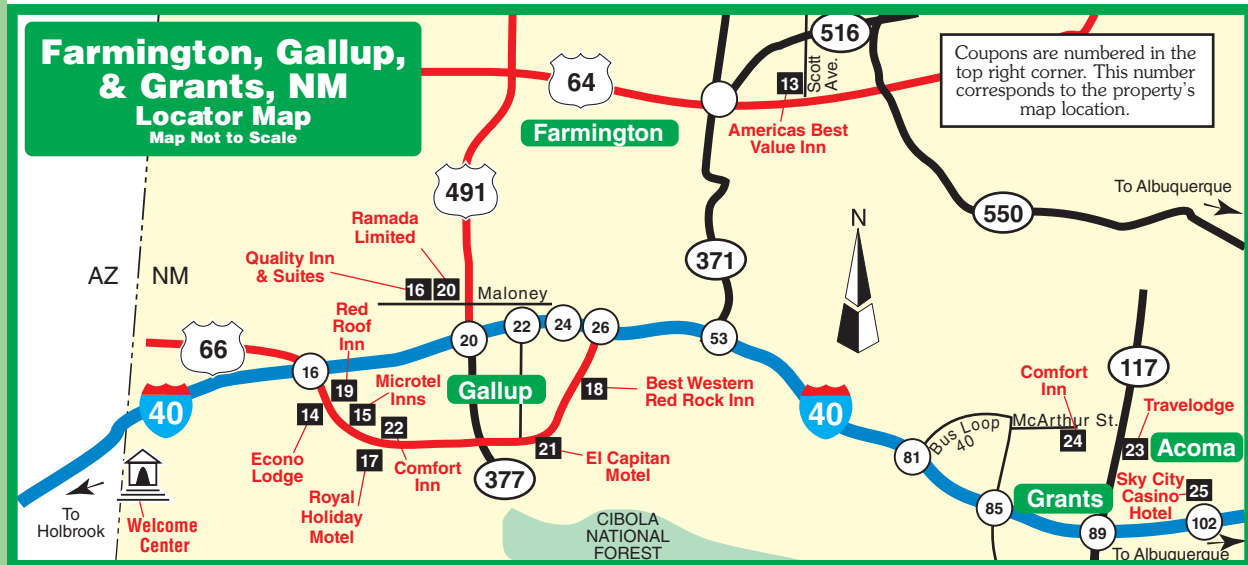 Farmington, Gallup,
& Grants, NM
Locator Map
Map Not to Scale
64
516
Scott
Ave.
13
Americas Best
Value Inn
Farmington
Coupons are numbered in the
top right corner. This number
corresponds to the property's
map location.
491
550
To Albuquerque
Ramada
Limited
Quality Inn
& Suites
16
20
Maloney
371
N
AZ
NM
Red
Roof
Inn
66
16
20
22
24
26
53
40
19
14
Microtel
Inns
15
22
Gallup
18
Best Western
Red Rock Inn
40
Comfort
Inn
117
McArthur St.
24
Travelodge
23
Acoma
Bus Loop
40
81
Econo
Lodge
17
Comfort
Inn
Royal
Holiday
Motel
377
21
El Capitan
Motel
To
Holbrook
Welcome
Center
CIBOLA
NATIONAL
FOREST
85
Grants
89
Sky City
Casino
Hotel
25
102
To Albuquerque